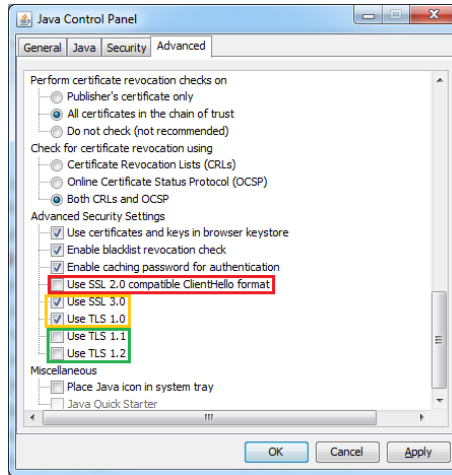 Java Control Panel
General Java Security Advanced
Perform certificate revocation checks on
Publisher's certificate only
All certificates in the chain of trust
Do not check (not recommended)
Check for certificate revocation using
Certificate Revocation Lists (CRLs)
Online Certificate Status Protocol (OCSP)
Both CRLs and OCSP
Advanced Security Settings
Use certificates and keys in browser keystore
Enable blacklist revocation check
Enable caching password for authentication
Use SSL 2.0 compatible ClientHello format
Use SSL 3.0
Use TLS 1.0
Use TLS 1.1
Use TLS 1.2
Miscellaneous
Place Java icon in system tray
Java Quick Starter
OK Cancel Apply